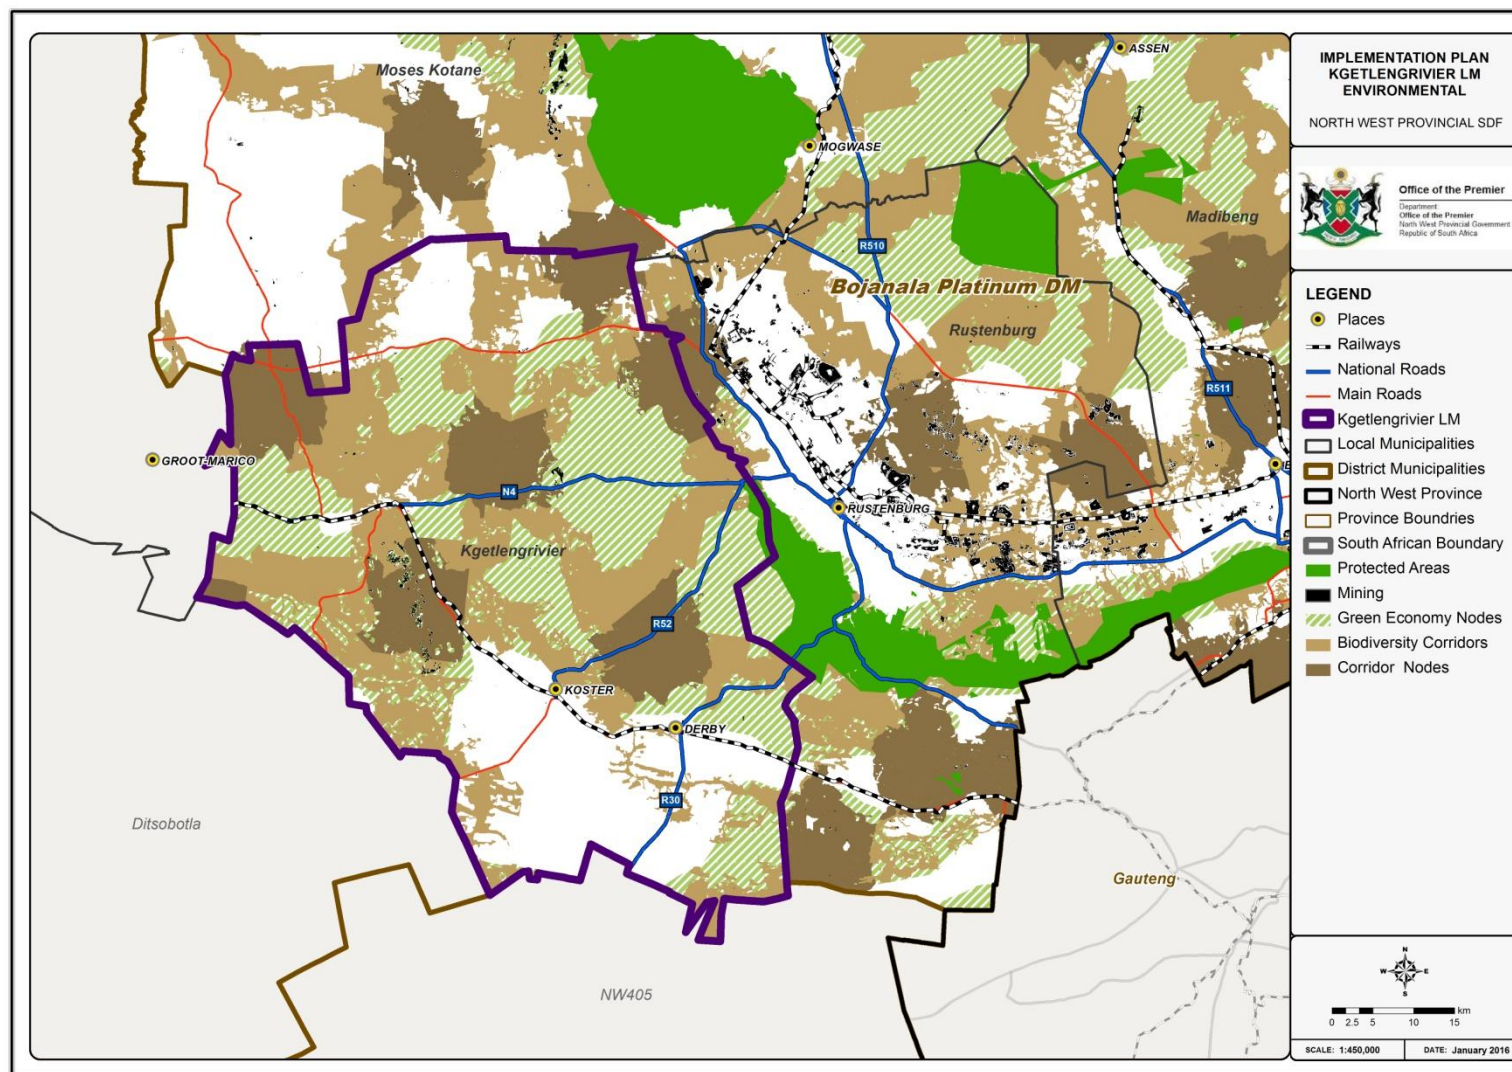 Moses Kotane
ASSEN
MOGWASE
Madibeng
R510
Bojanala Platinum DM
Rustenburg
R511
GROOT-MARICO
N4
RUSTENBURG
Kgetlengrivier
R52
KOSTER
DERBY
R30
Ditsobotla
Gauteng
NW405
IMPLEMENTATION PLAN
KGETLENGRIVIER LM
ENVIRONMENTAL
NORTH WEST PROVINCIAL SDF
Office of the Premier
Department:
Office of the Premier
North West Provincial Government
Republic of South Africa
LEGEND
Places
Railways
National Roads
Main Roads
Kgetlengrivier LM
Local Municipalities
District Municipalities
North West Province
Province Boundries
South African Boundary
Protected Areas
Mining
Green Economy Nodes
Biodiversity Corridors
Corridor Nodes
N
W E
S
km
0 2.5 5 10 15
SCALE: 1:450,000 DATE: January 2016